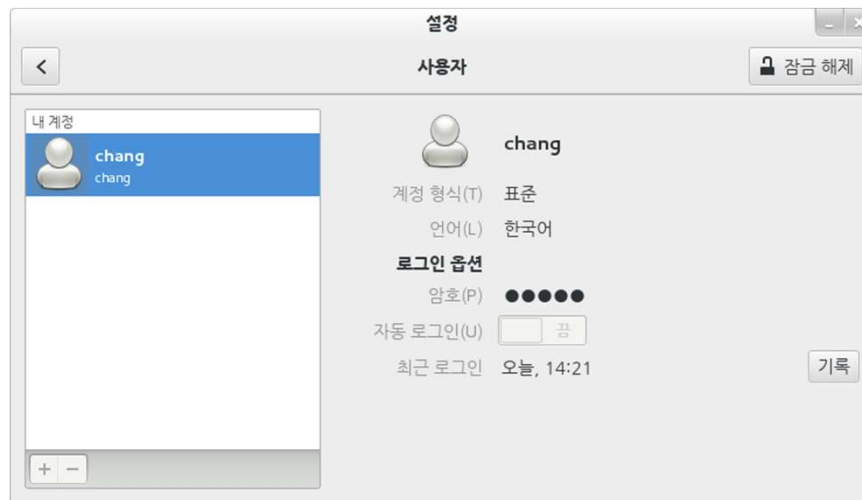 설정
사용자
잠금 해제
내 계정
chang
chang
chang
계정 형식(T) 표준
언어(L) 한국어
로그인 옵션
암호(P) ●●●●●
자동 로그인(U) 끔
최근 로그인 오늘, 14:21
기록